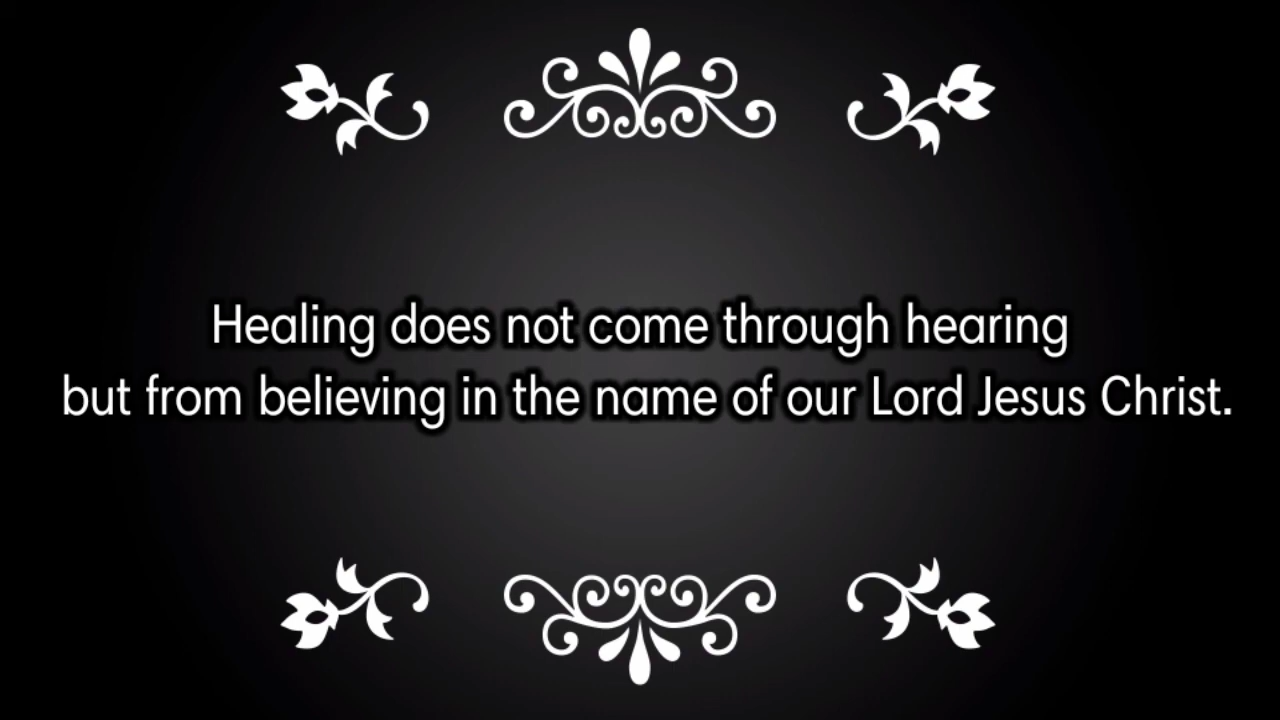 Healing does not come through hearing
but from believing in the name of our Lord Jesus Christ.